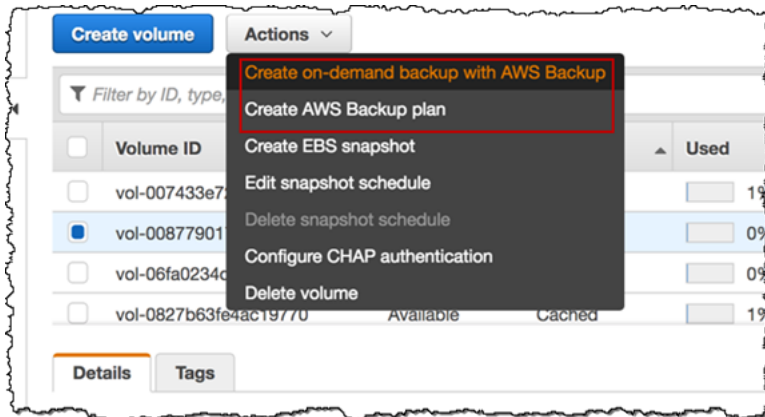 Create volume
Actions
Create on-demand backup with AWS Backup
Filter by ID, type,
Create AWS Backup plan
Volume ID
Create EBS snapshot
Used
vol-007433e7
Edit snapshot schedule
1%
vol-00877901
Delete snapshot schedule
0%
vol-06fa0234
Configure CHAP authentication
0%
Delete volume
vol-0827b63fe4ac19770 Available Cached 1%
Details Tags